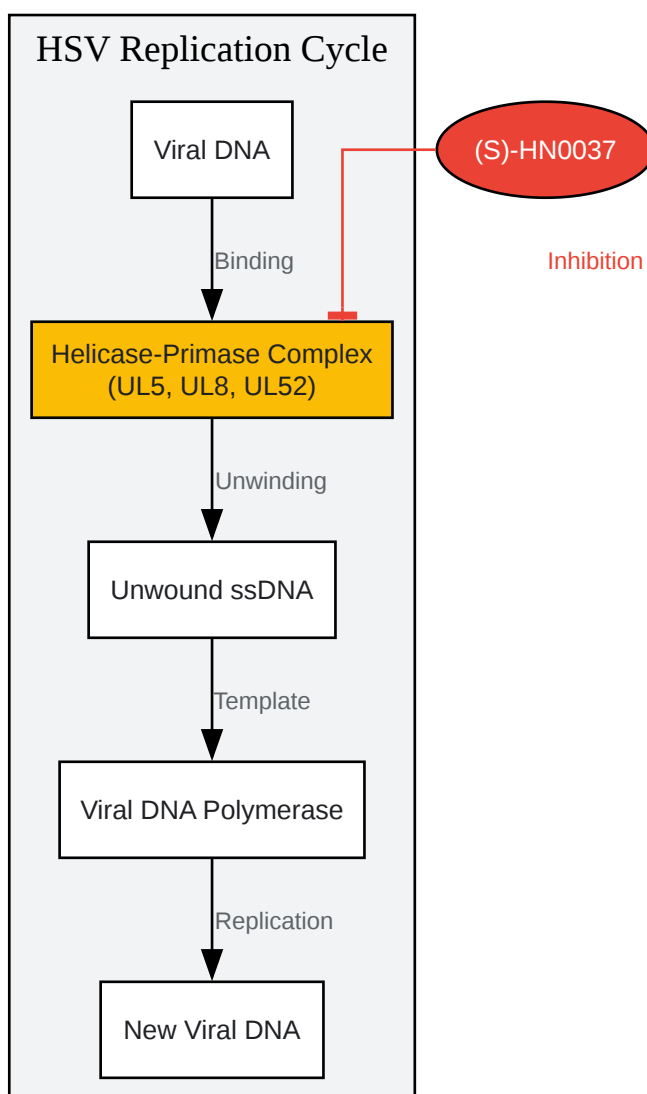 HSV Replication Cycle
Viral DNA
(S)-HN0037
Binding
Inhibition
Helicase-Primase Complex
(UL5, UL8, UL52)
Unwinding
Unwound ssDNA
Template
Viral DNA Polymerase
Replication
New Viral DNA